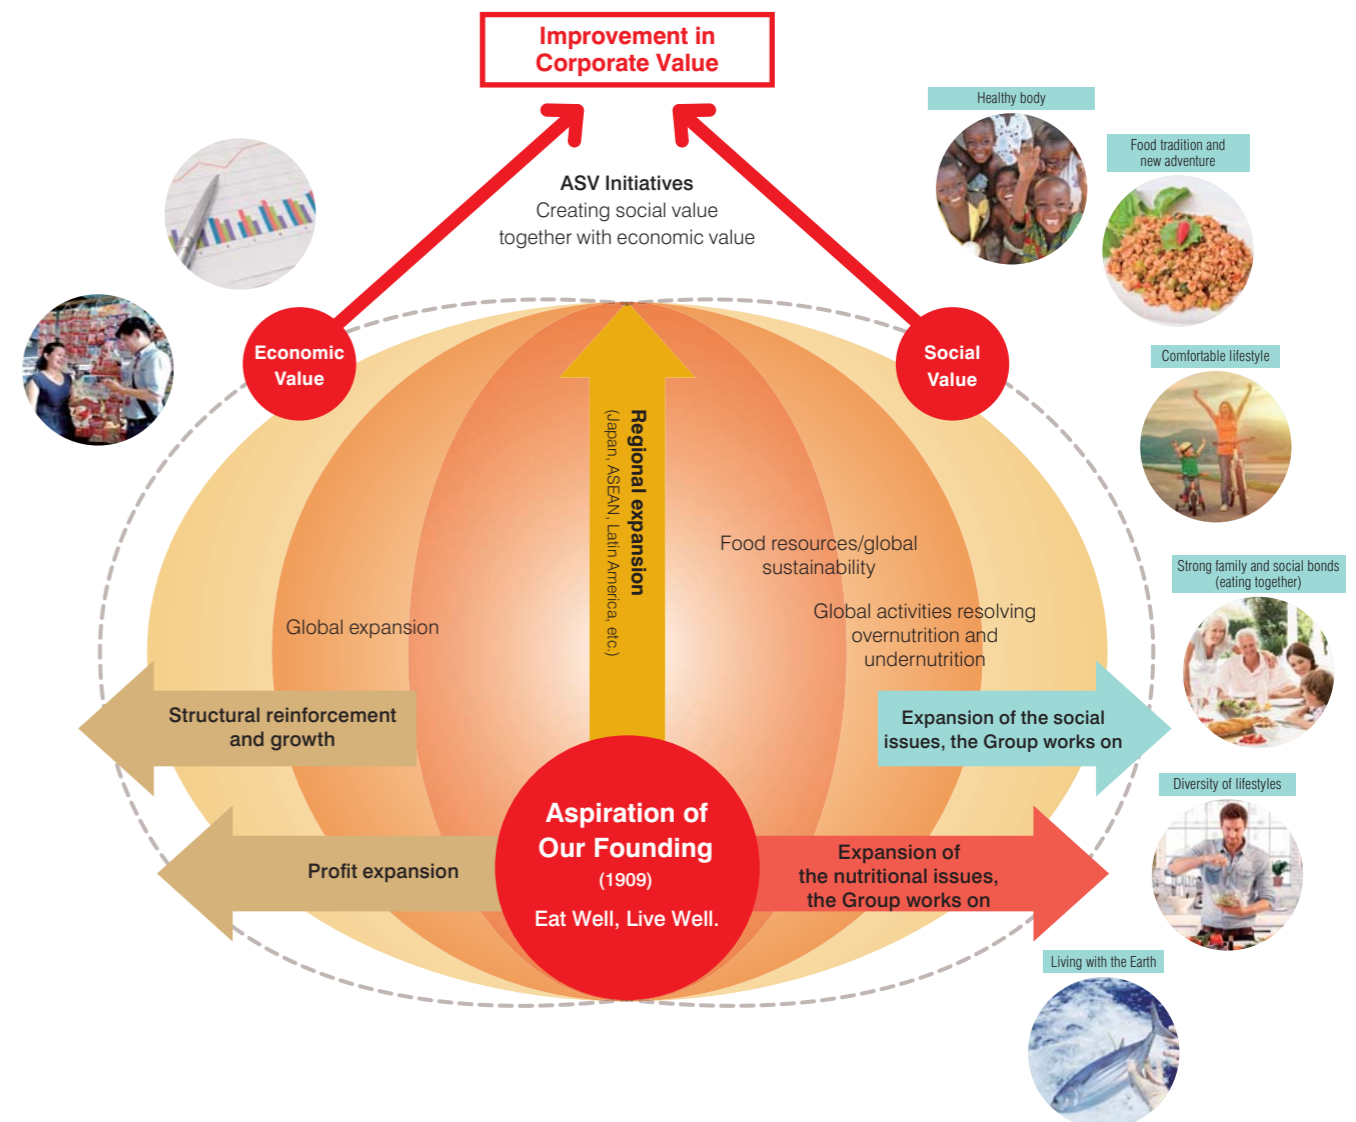 Improvement in
Corporate Value
ASV Initiatives
Creating social value
together with economic value
Healthy body
Food tradition and
new adventure
Economic
Value
Social
Value
Comfortable lifestyle
Regional expansion
(Japan, ASEAN, Latin America, etc.)
Food resources/global
sustainability
Global expansion
Global activities resolving
overnutrition and
undernutrition
Strong family and social bonds
(eating together)
Structural reinforcement
and growth
Expansion of the social
issues, the Group works on
Diversity of lifestyles
Aspiration of
Our Founding
(1909)
Eat Well, Live Well.
Profit expansion
Expansion of
the nutritional issues,
the Group works on
Living with the Earth